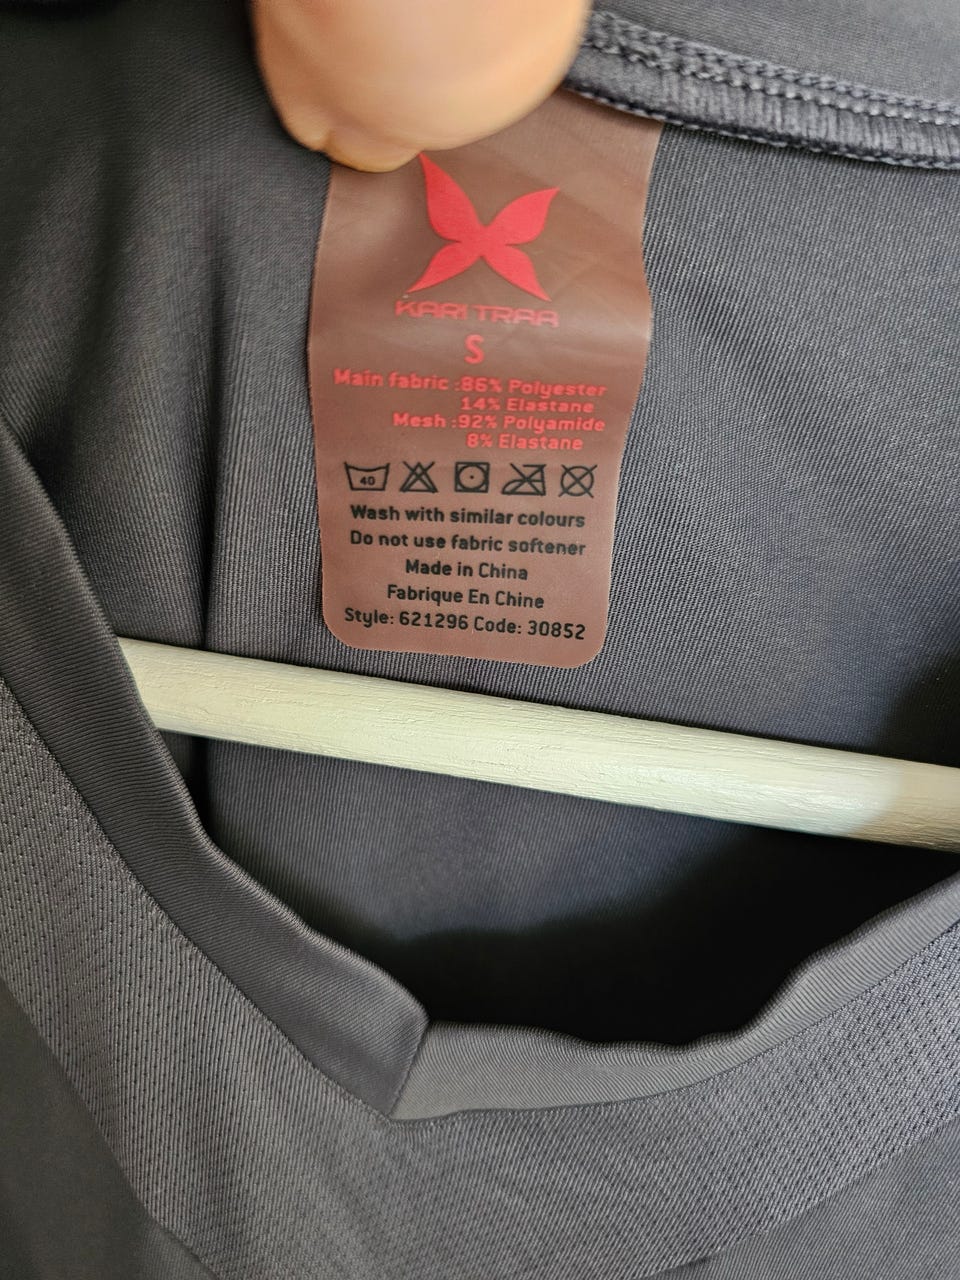 KARI TRAA
S
Main fabric :86% Polyester
14% Elastane
Mesh :92% Polyamide
8% Elastane
40
Wash with similar colours
Do not use fabric softener
Made in China
Fabrique En Chine
Style: 621296 Code: 30852